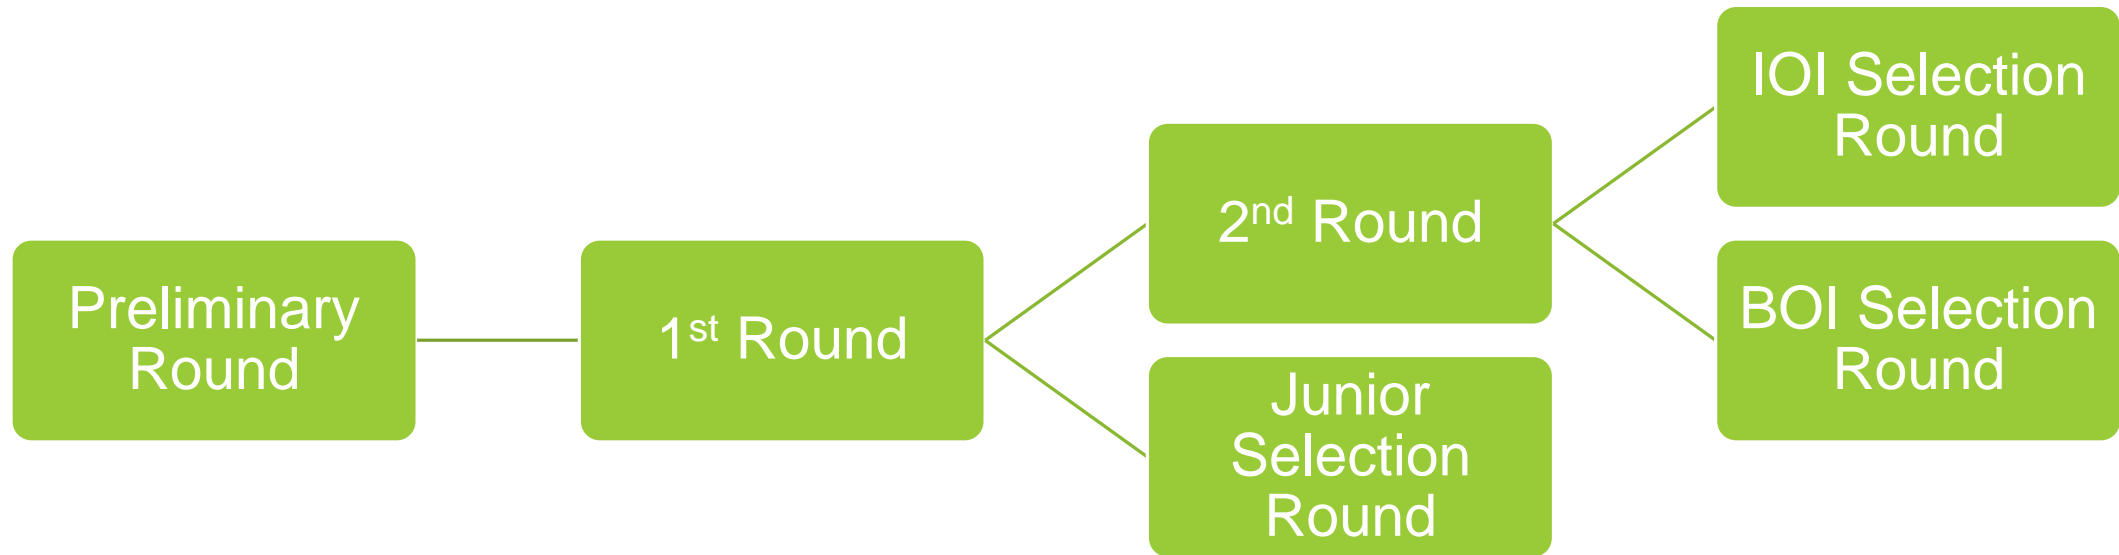 Preliminary
Round
1st Round
2nd Round
Junior
Selection
Round
IOI Selection
Round
BOI Selection
Round